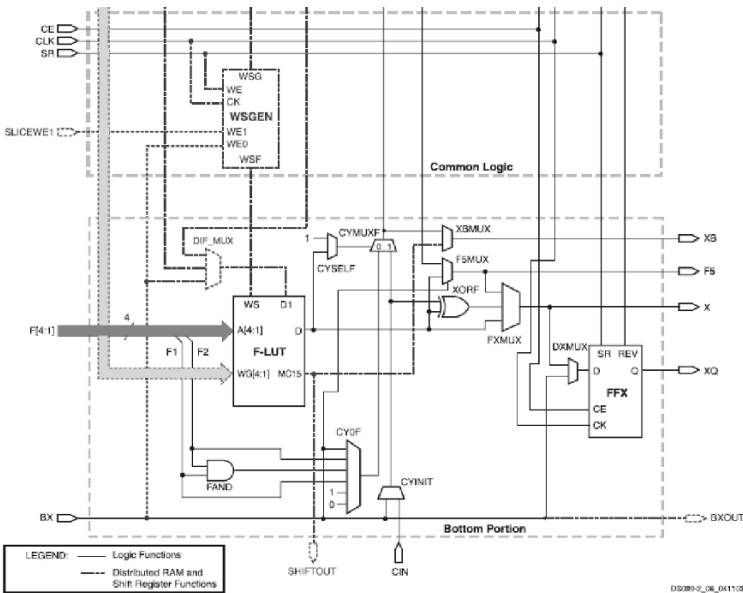 CE
CLK
SR
WSG
WE
CK
WSGEN
SLICEWE1
WE1
WE0
WSF
Common Logic
DIF_MUX
1
CYMUXF
0 1
CYSELF
XBMUX
XB
F5MUX
F5
XORF
X
FXMUX
WS DI
F[4:1]
4
A[4:1]
D
F-LUT
F1 F2
WG[4:1] MC15
DXMUX
SR REV
D Q
FFX
XQ
CE
CK
CY0F
FAND
1
0
CYINIT
BX
Bottom Portion
BXOUT
SHIFTOUT
CIN
LEGEND:
Logic Functions
Distributed RAM and
Shift Register Functions
DS099-2_06_041103